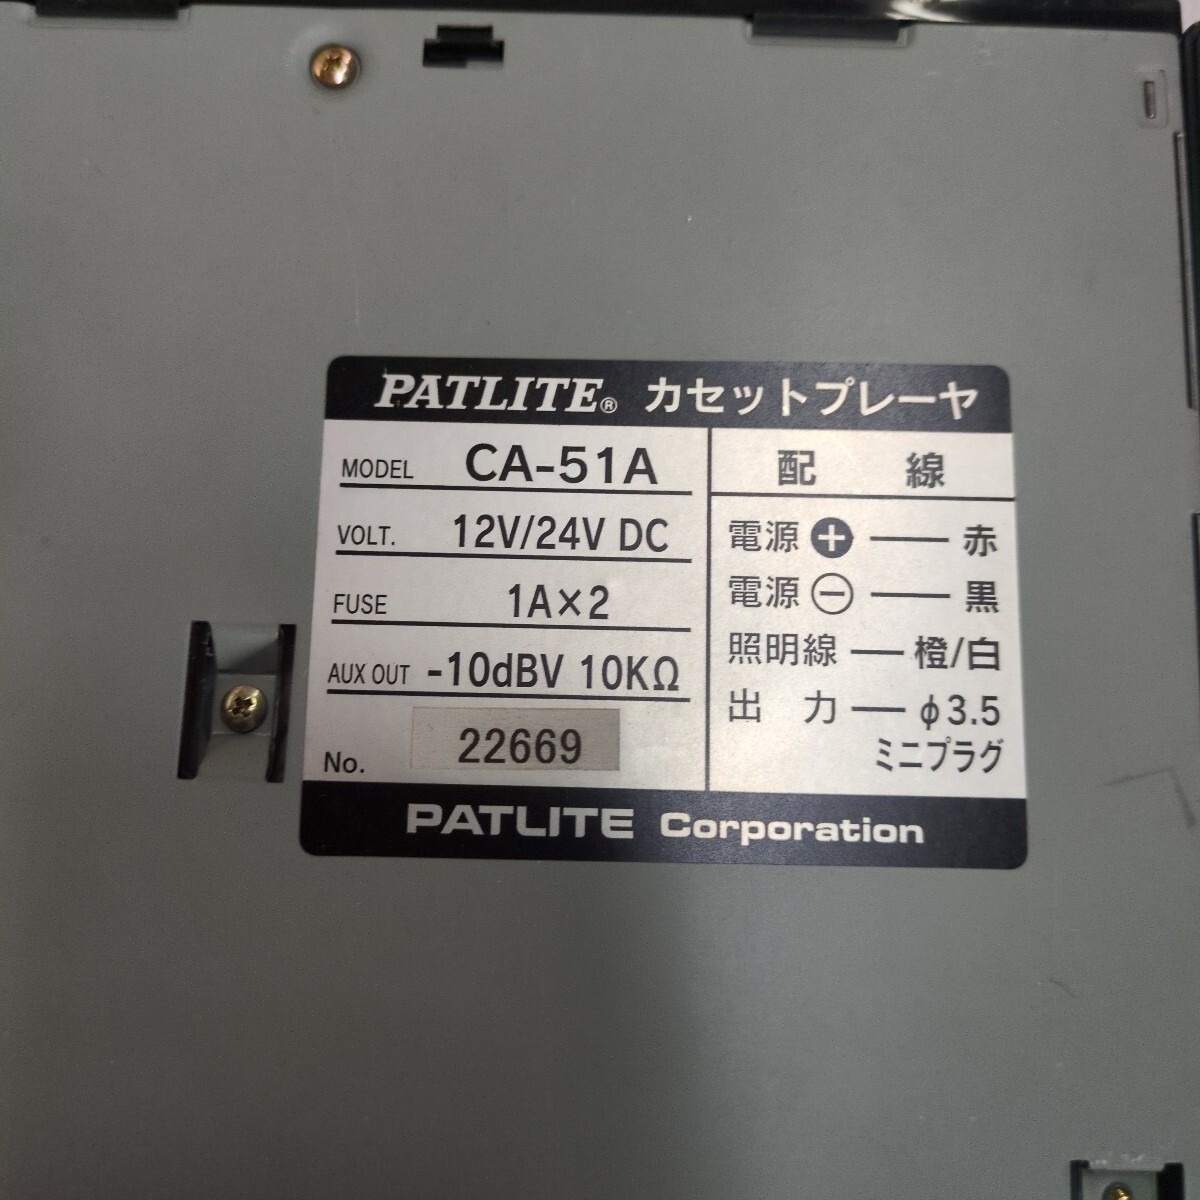 PATLITE® カセットプレーヤ
MODEL CA-51A
VOLT. 12V/24V DC
FUSE 1A×2
AUX OUT -10dBV 10KΩ
No. 22669
配 線
電源 ⊕ ── 赤
電源 ⊖ ── 黒
照明線 ── 橙/白
出 力 ── φ3.5
ミニプラグ
PATLITE Corporation